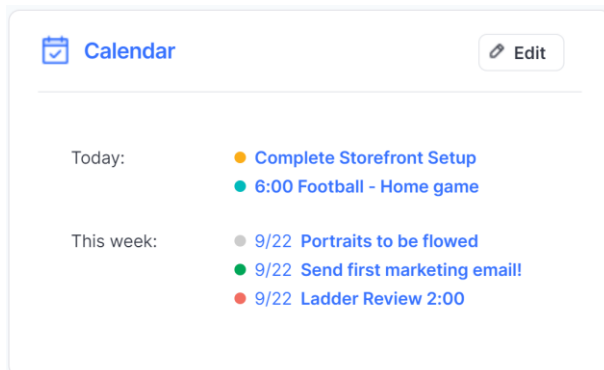 Calendar
Edit
Today:
Complete Storefront Setup
6:00 Football - Home game
This week:
9/22 Portraits to be flowed
9/22 Send first marketing email!
9/22 Ladder Review 2:00